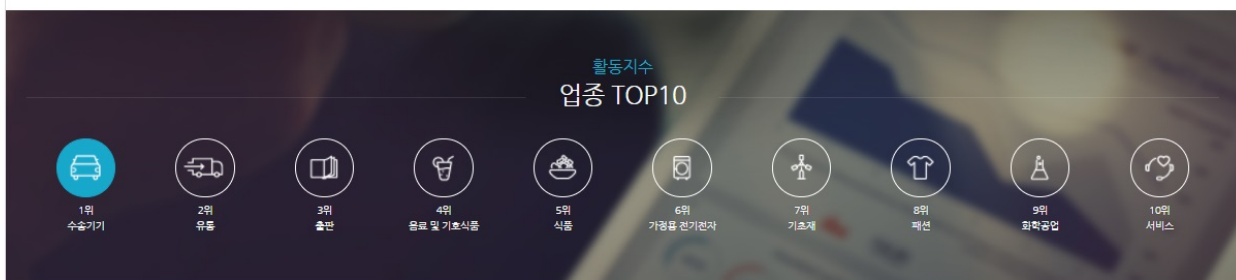 활동지수
업종 TOP10
1위
수송기기
2위
유통
3위
출판
4위
음료 및 기호식품
5위
식품
6위
가정용 전기전자
7위
기초재
8위
패션
9위
화학공업
10위
서비스